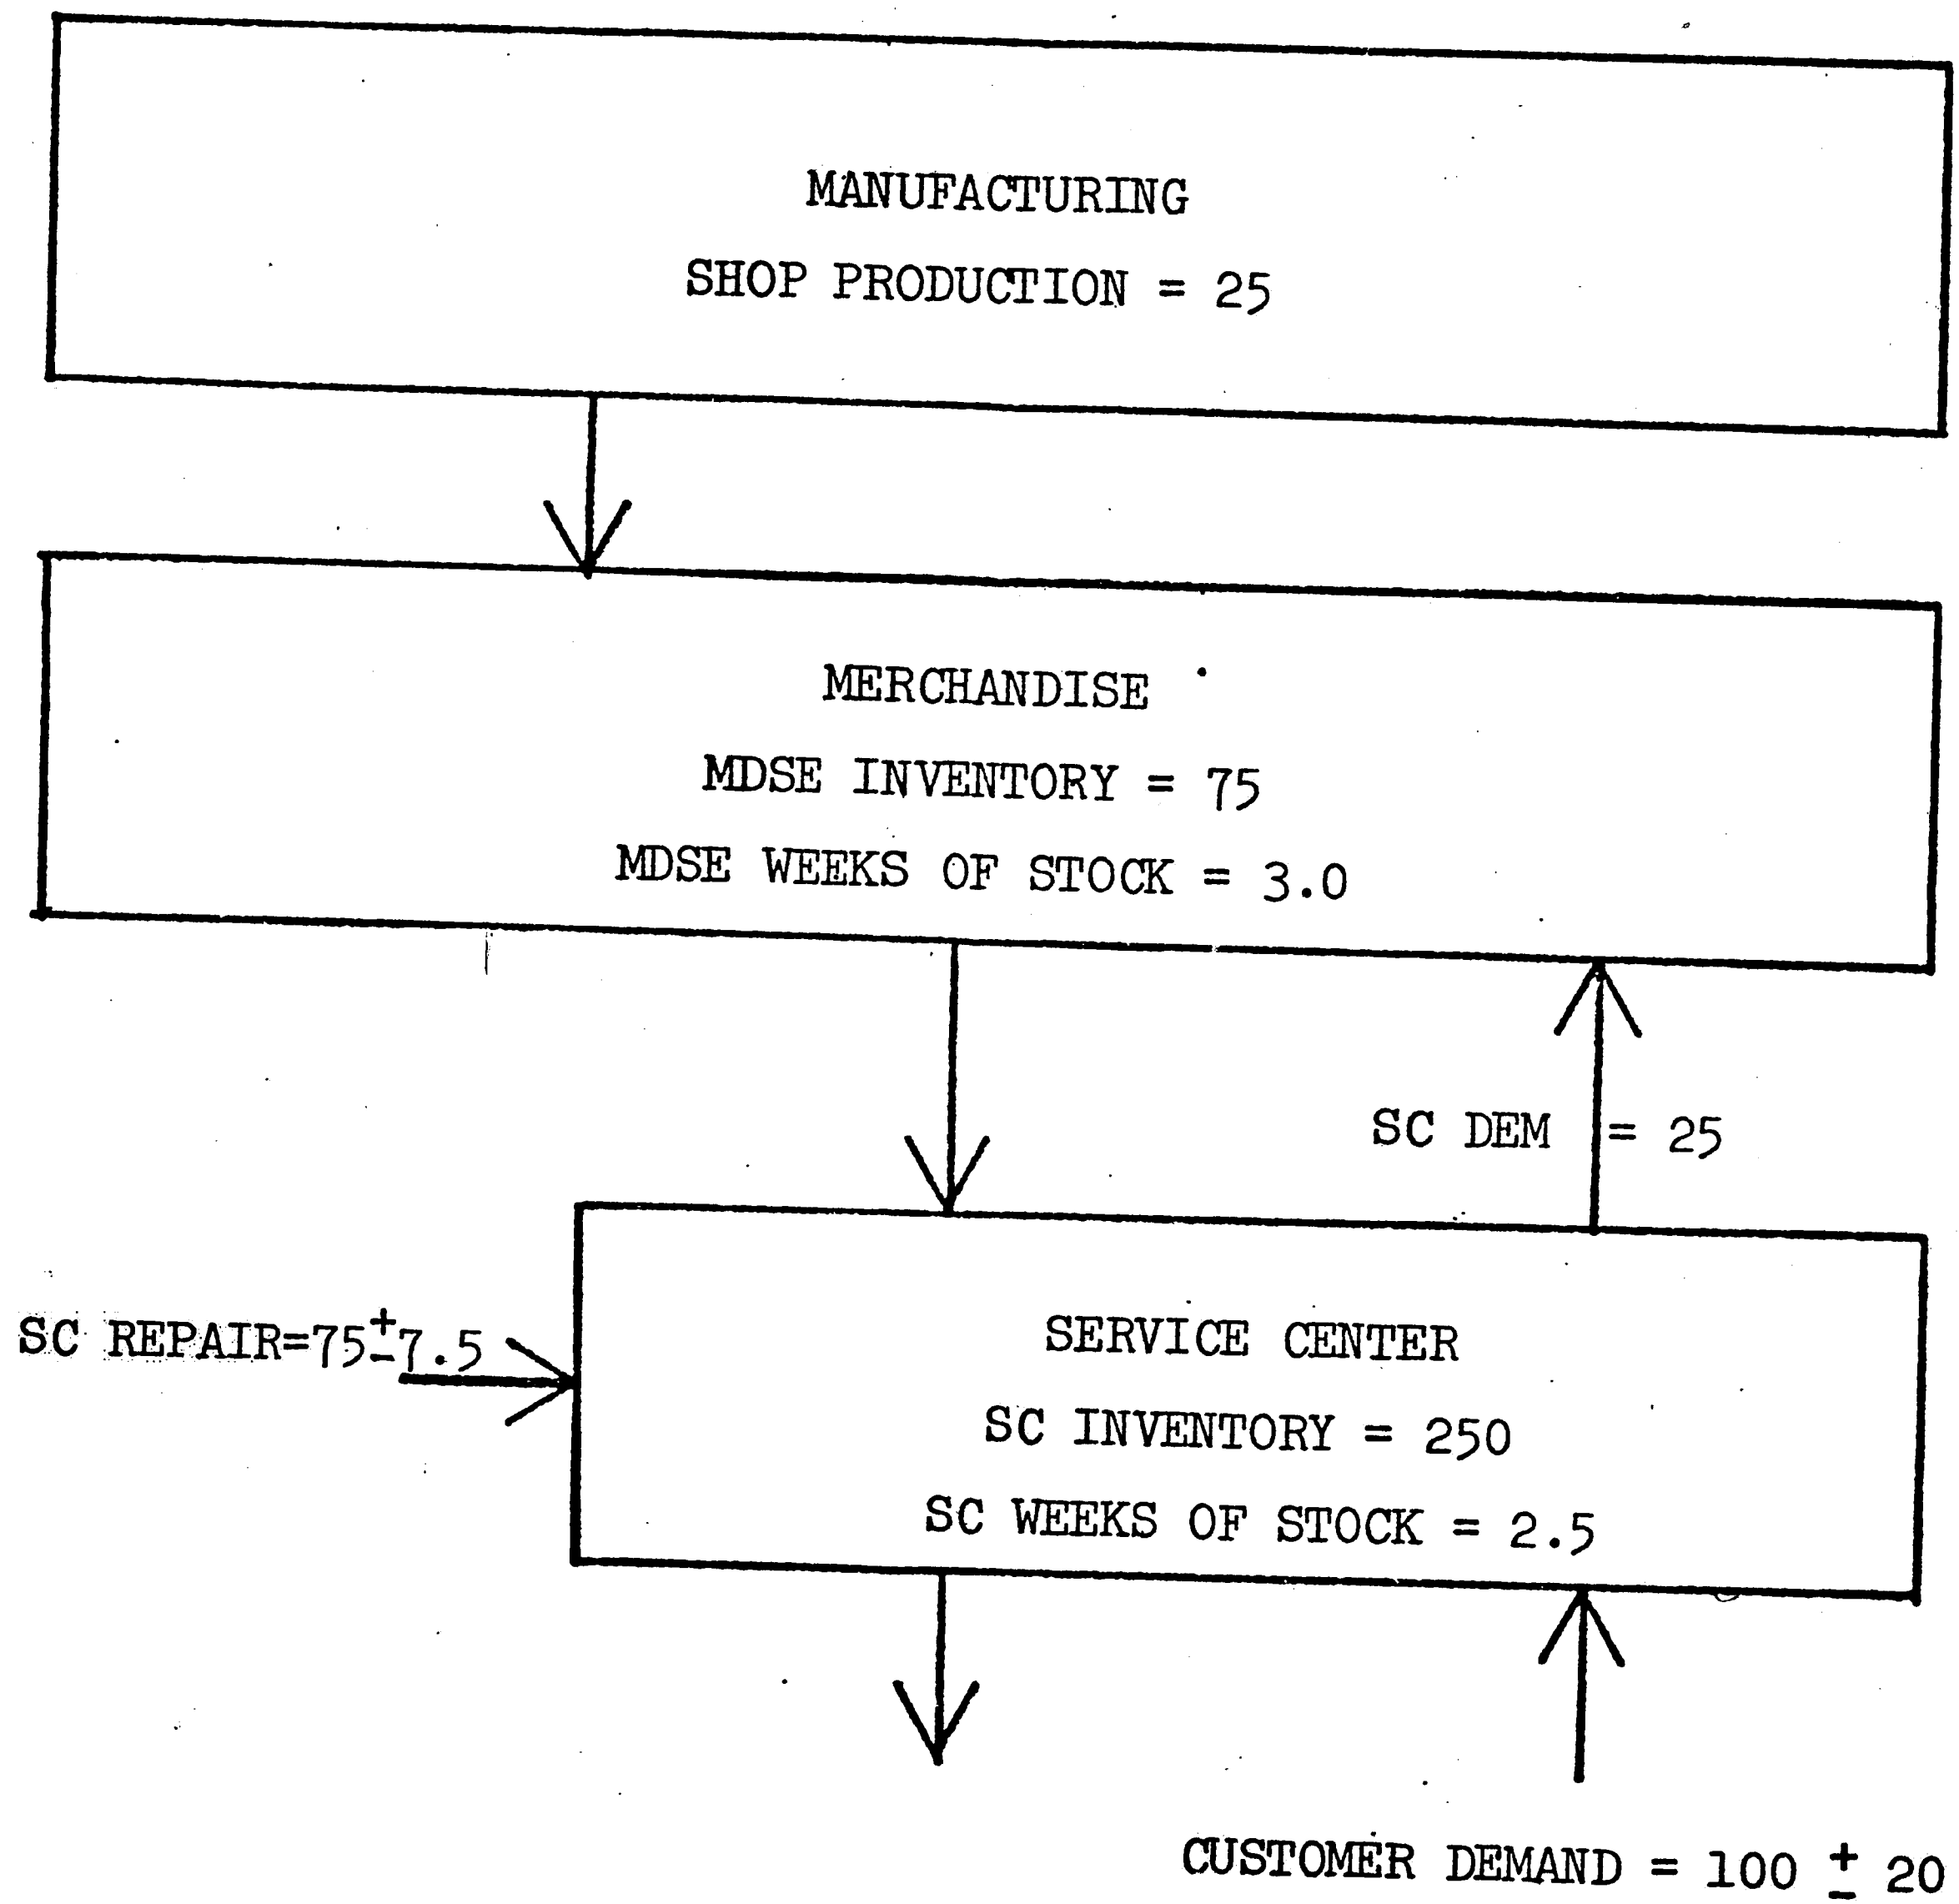 MANUFACTURING
SHOP PRODUCTION = 25
MERCHANDISE
MDSE INVENTORY = 75
MDSE WEEKS OF STOCK = 3.0
SC DEM = 25
SC REPAIR=75±7.5
SERVICE CENTER
SC INVENTORY = 250
SC WEEKS OF STOCK = 2.5
CUSTOMER DEMAND = 100 ± 20